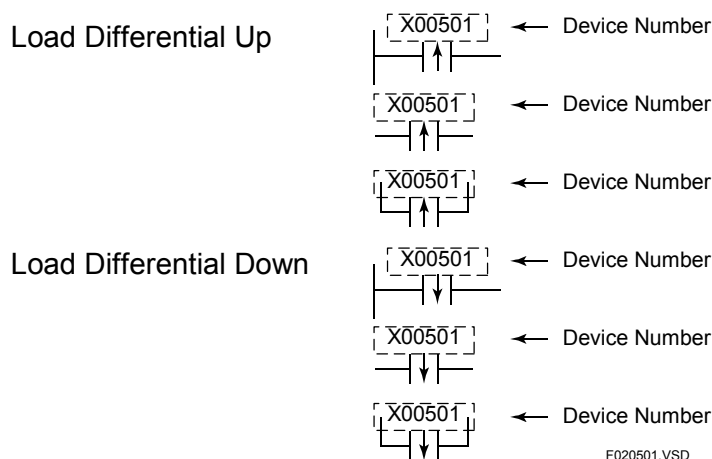 Load Differential Up
X00501 Device Number
X00501 Device Number
X00501 Device Number
Load Differential Down
X00501 Device Number
X00501 Device Number
X00501 Device Number
F020501.VSD